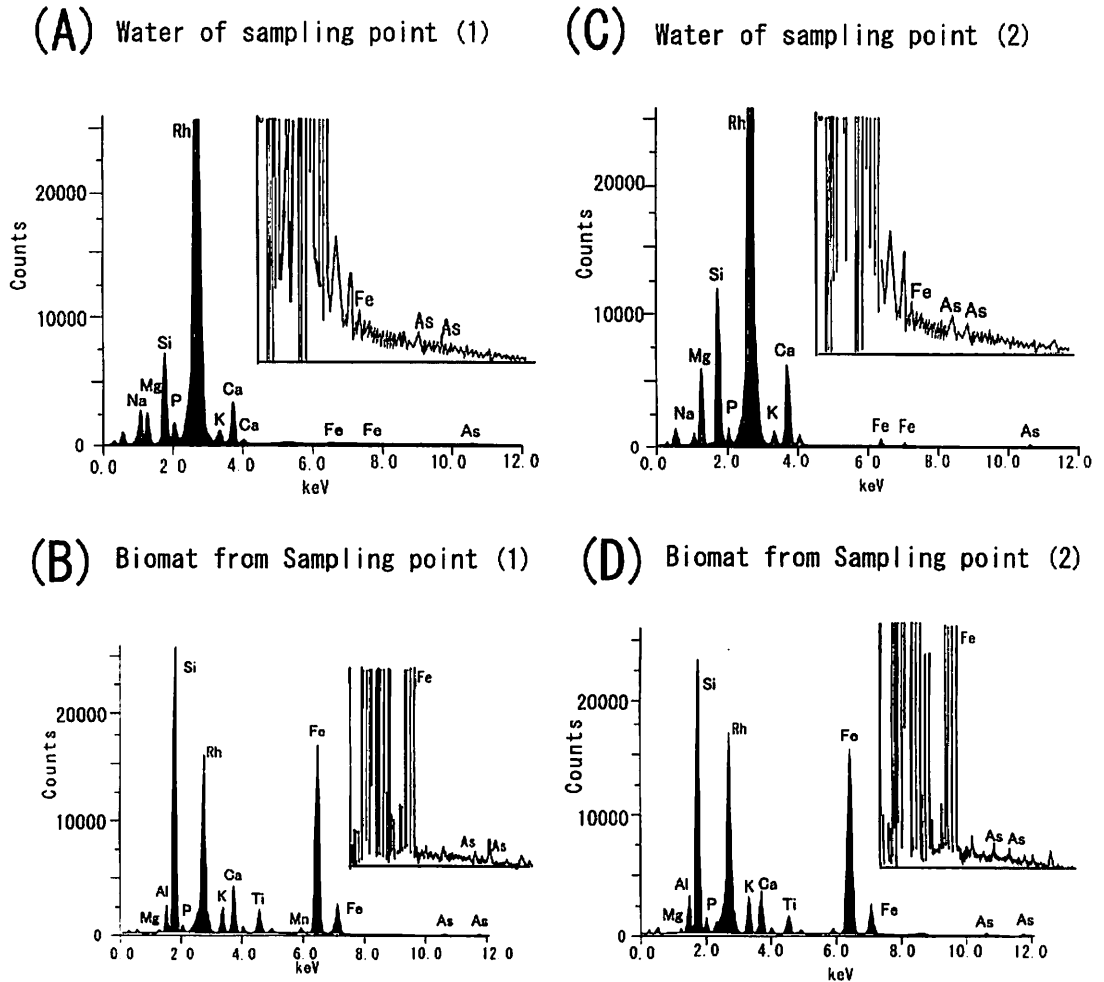 (A) Water of sampling point (1)
Counts
20000
10000
0
Rh
Si
Na
Mg
P
K
Ca
Ca
Fe
Fe
As
Fe
As
As
0.0 2.0 4.0 6.0 8.0 10.0 12.0
keV
(C) Water of sampling point (2)
Counts
20000
10000
0
Rh
Si
Mg
Na
P
K
Ca
Fe
Fe
As
Fe
As
As
0.0 2.0 4.0 6.0 8.0 10.0 12.0
keV
(B) Biomat from Sampling point (1)
Counts
20000
10000
0
Si
Rh
Al
Mg
P
K
Ca
Ti
Mn
Fe
Fe
As
As
Fe
As
As
0 2.0 4.0 6.0 8.0 10.0 12.0
keV
(D) Biomat from Sampling point (2)
Counts
20000
10000
0
Si
Rh
Al
Mg
P
K
Ca
Ti
Fe
Fe
As
As
Fe
As
As
0.0 2.0 4.0 6.0 8.0 10.0 12.0
keV